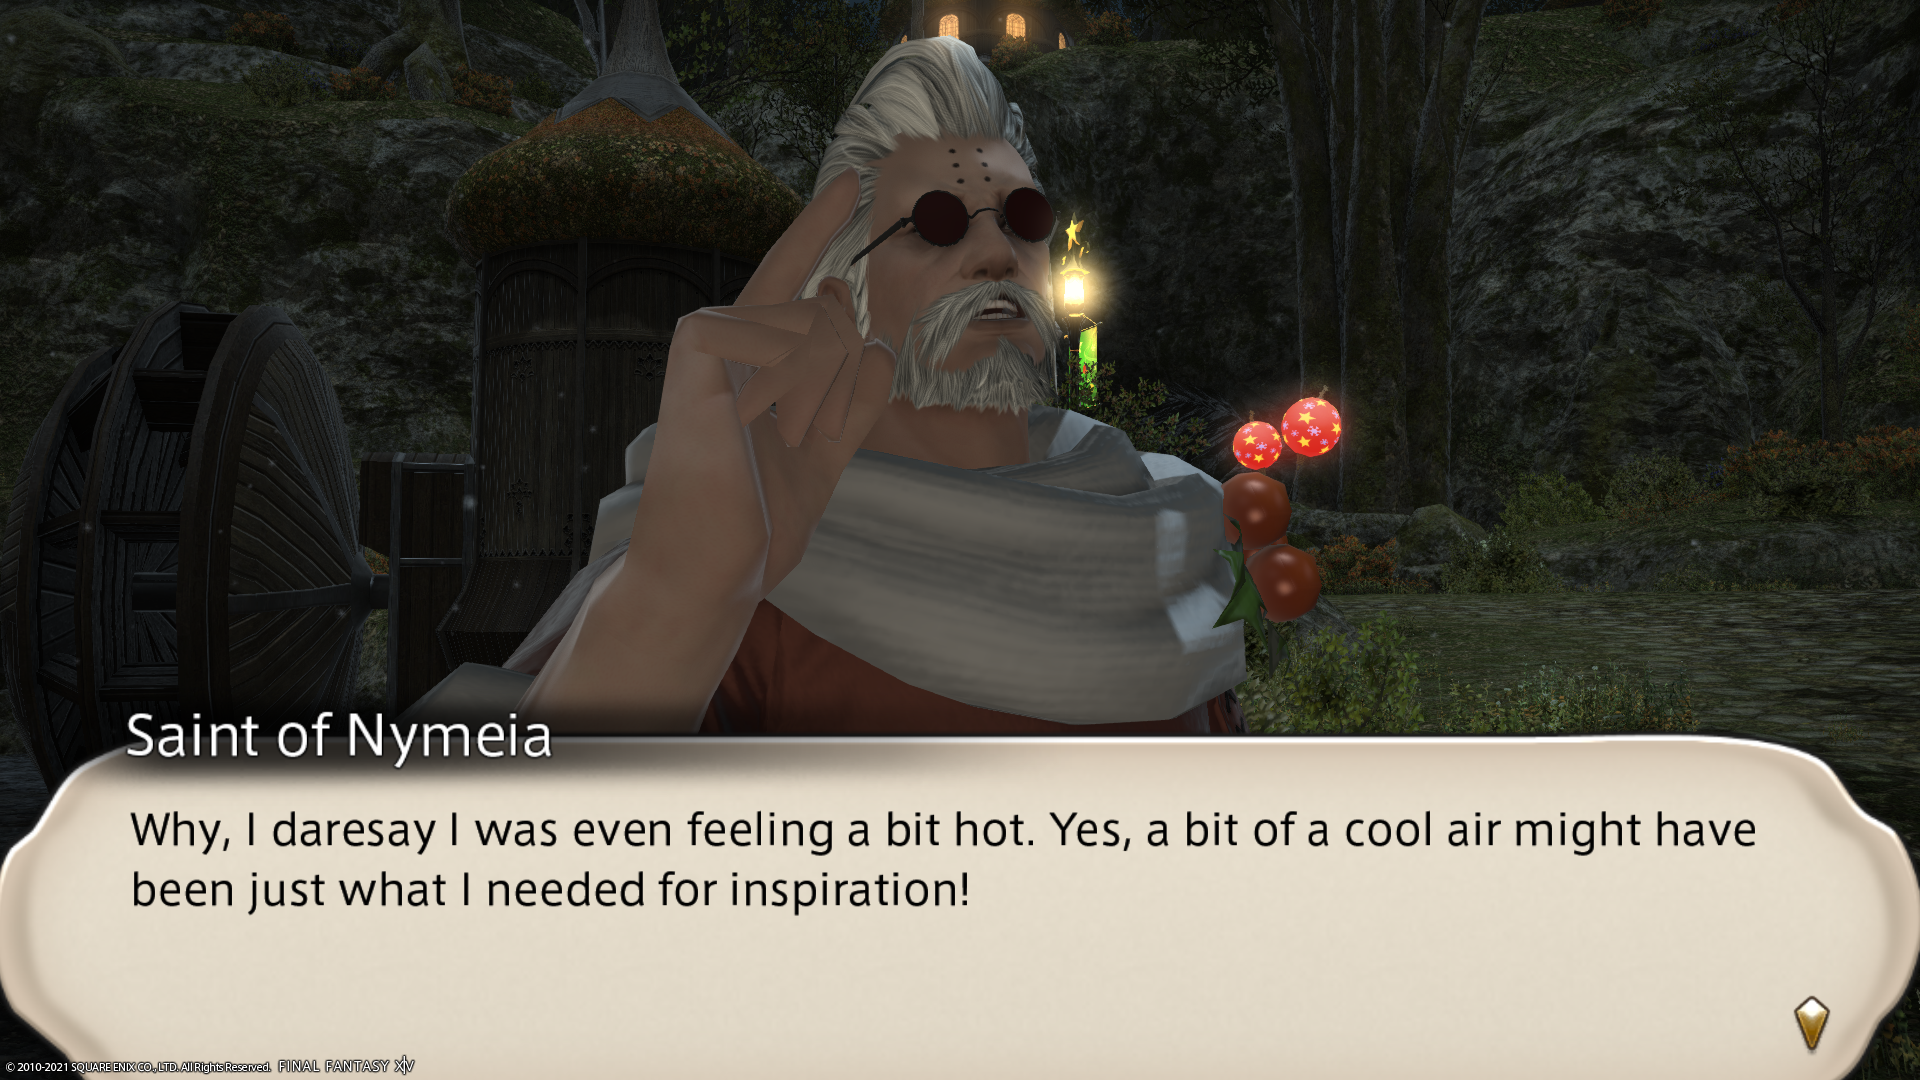 Saint of Nymeia
Why, I daresay I was even feeling a bit hot. Yes, a bit of a cool air might have
been just what I needed for inspiration!
© 2010-2021 SQUARE ENIX CO., LTD. All Rights Reserved. FINAL FANTASY XIV